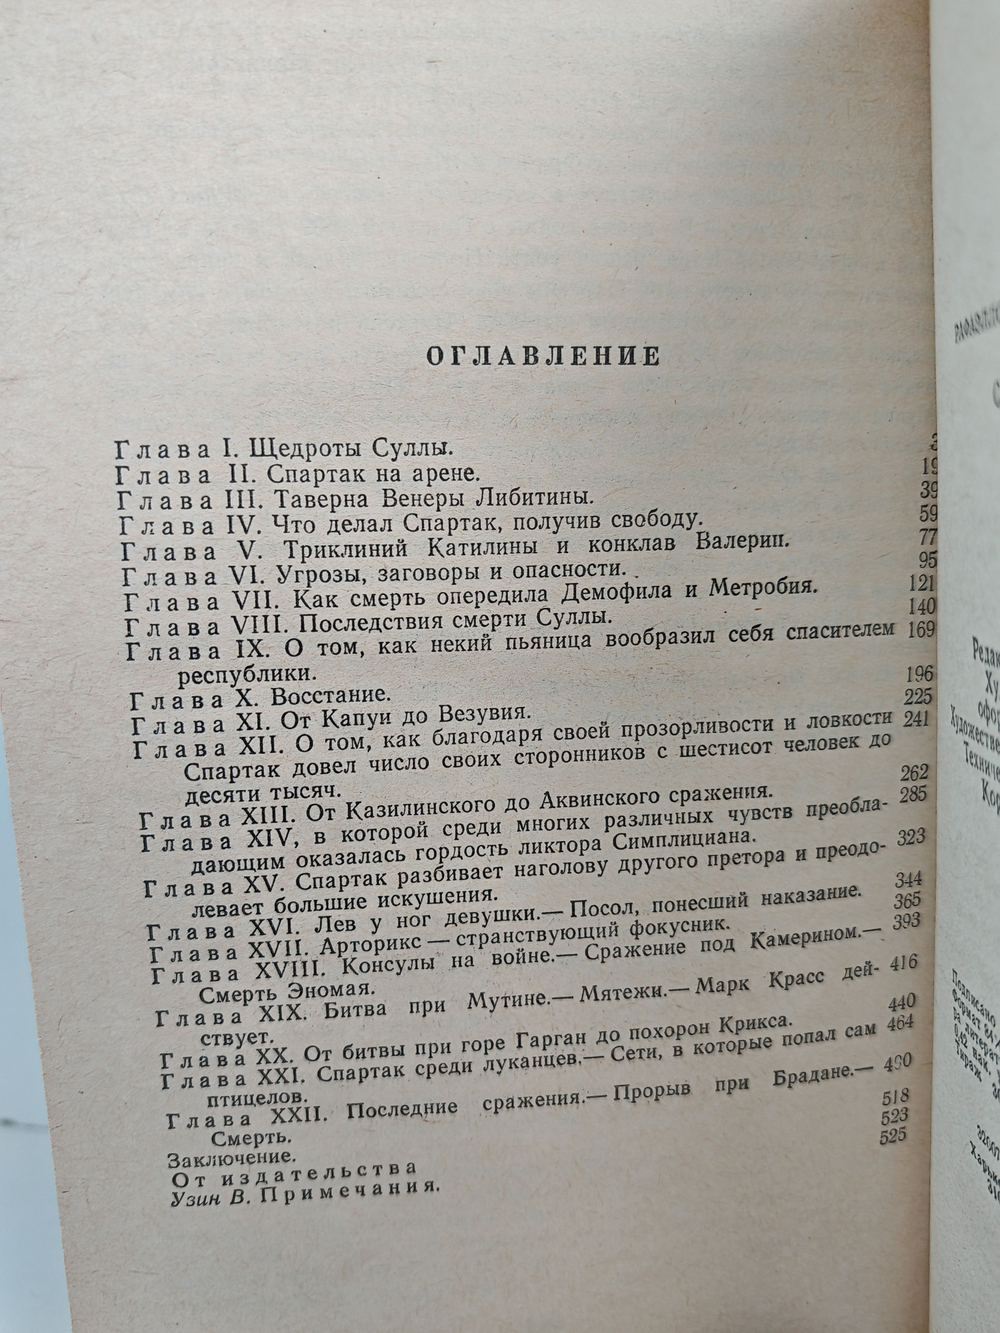 ОГЛАВЛЕНИЕ
Глава I. Щедроты Суллы. 3
Глава II. Спартак на арене. 19
Глава III. Таверна Венеры Либитины. 39
Глава IV. Что делал Спартак, получив свободу. 59
Глава V. Триклиний Катилины и конклав Валерии. 77
Глава VI. Угрозы, заговоры и опасности. 95
Глава VII. Как смерть опередила Демофила и Метробия. 121
Глава VIII. Последствия смерти Суллы. 140
Глава IX. О том, как некий пьяница вообразил себя спасителем 169
республики.
Глава X. Восстание. 196
Глава XI. От Капуи до Везувия. 225
Глава XII. О том, как благодаря своей прозорливости и ловкости 241
Спартак довел число своих сторонников с шестисот человек до
десяти тысяч.
Глава XIII. От Казилинского до Аквинского сражения. 262
Глава XIV, в которой среди многих различных чувств преобла- 285
дающим оказалась гордость ликтора Симплициана.
Глава XV. Спартак разбивает наголову другого претора и преодо- 323
левает большие искушения.
Глава XVI. Лев у ног девушки.— Посол, понесший наказание. 344
Глава XVII. Арторикс — странствующий фокусник. 365
Глава XVIII. Консулы на войне.— Сражение под Камерином.— 393
Смерть Эномая.
Глава XIX. Битва при Мутине.— Мятежи.— Марк Красс дей- 416
ствует.
Глава XX. От битвы при горе Гарган до похорон Крикса. 440
Глава XXI. Спартак среди луканцев.— Сети, в которые попал сам 464
птицелов.
Глава XXII. Последние сражения.— Прорыв при Брадане.—
Смерть.
Заключение. 518
От издательства 523
Узин В. Примечания. 525